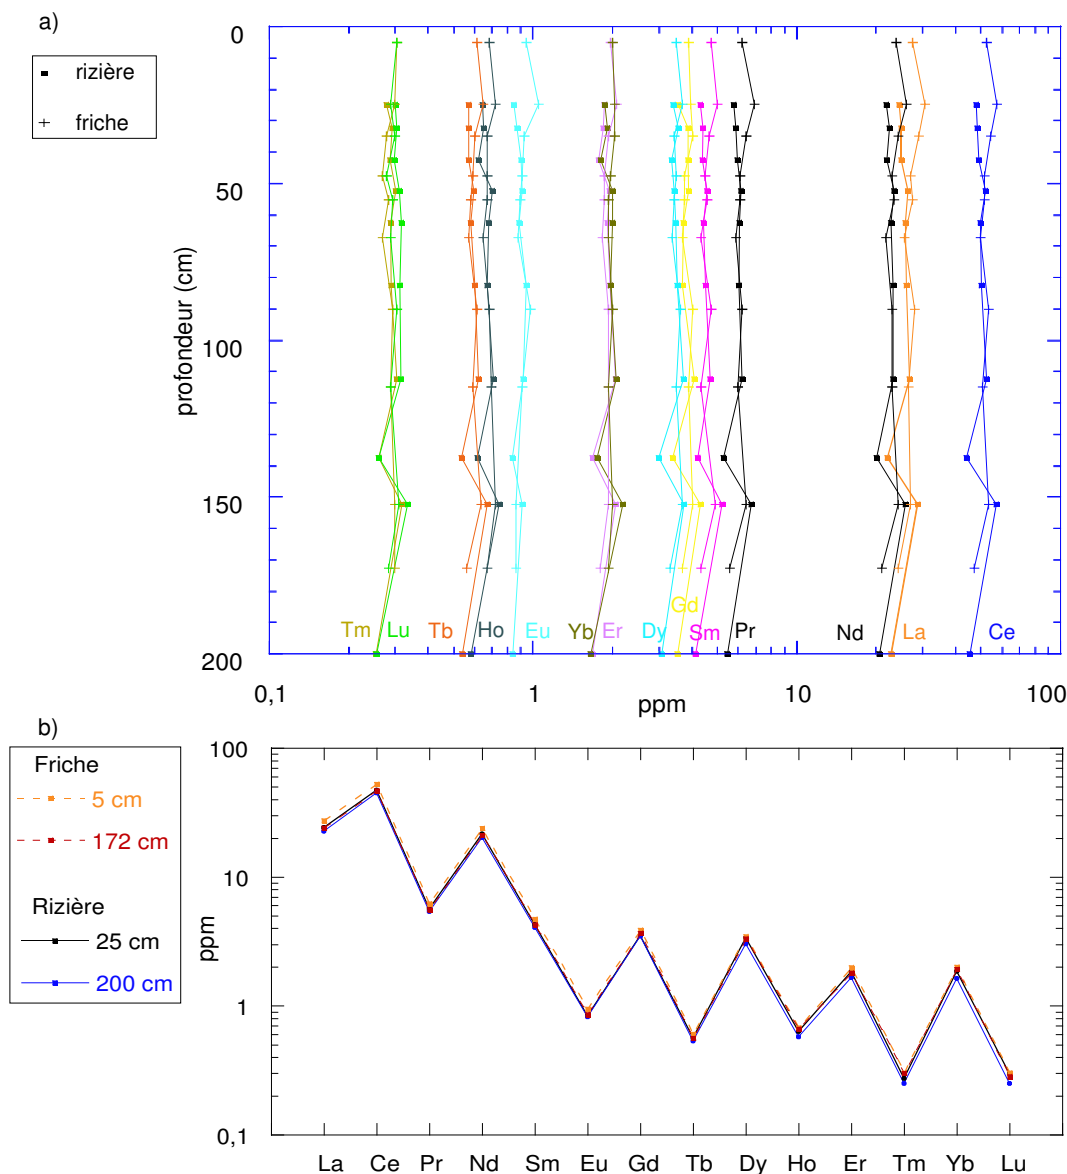 a)
rizière
friche
0
50
100
150
200
profondeur (cm)
Tm Lu Tb Ho Eu Yb Er Dy Gd Sm Pr Nd La Ce
0,1 1 10 100
ppm
b)
Friche
5 cm
172 cm
Rizière
25 cm
200 cm
100
10
1
0,1
ppm
La Ce Pr Nd Sm Eu Gd Tb Dy Ho Er Tm Yb Lu